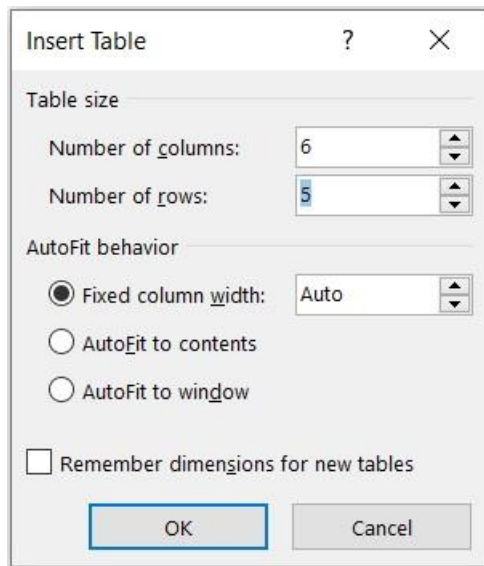 Insert Table ?
Table size
Number of columns: 6
Number of rows: 5
AutoFit behavior
Fixed column width: Auto
AutoFit to contents
AutoFit to window
Remember dimensions for new tables
OK Cancel